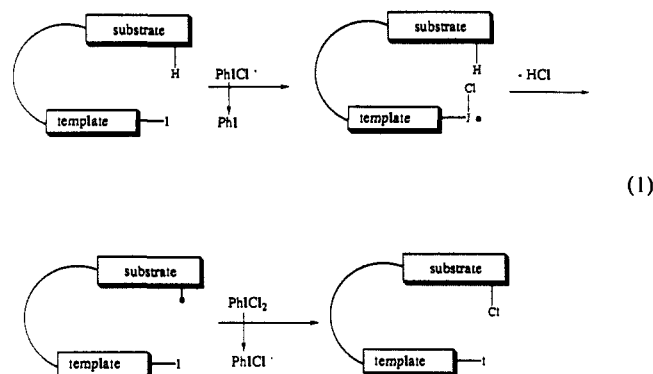 substrate substrate
H PhICl · H
Cl - HCl
template I PhI template I •
(1)
substrate substrate
• PhICl₂ Cl
template I PhICl · template I